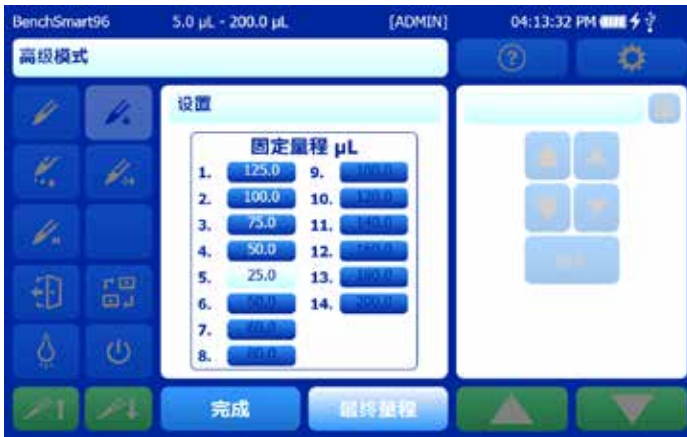 BenchSmart96 5.0 µL - 200.0 µL [ADMIN] 04:13:32 PM
高级模式
设置
固定量程 µL
1. 125.0 9. 100.0
2. 100.0 10. 120.0
3. 75.0 11. 140.0
4. 50.0 12. 160.0
5. 25.0 13. 180.0
6. 50.0 14. 200.0
7. 60.0
8. 80.0
完成 最终量程